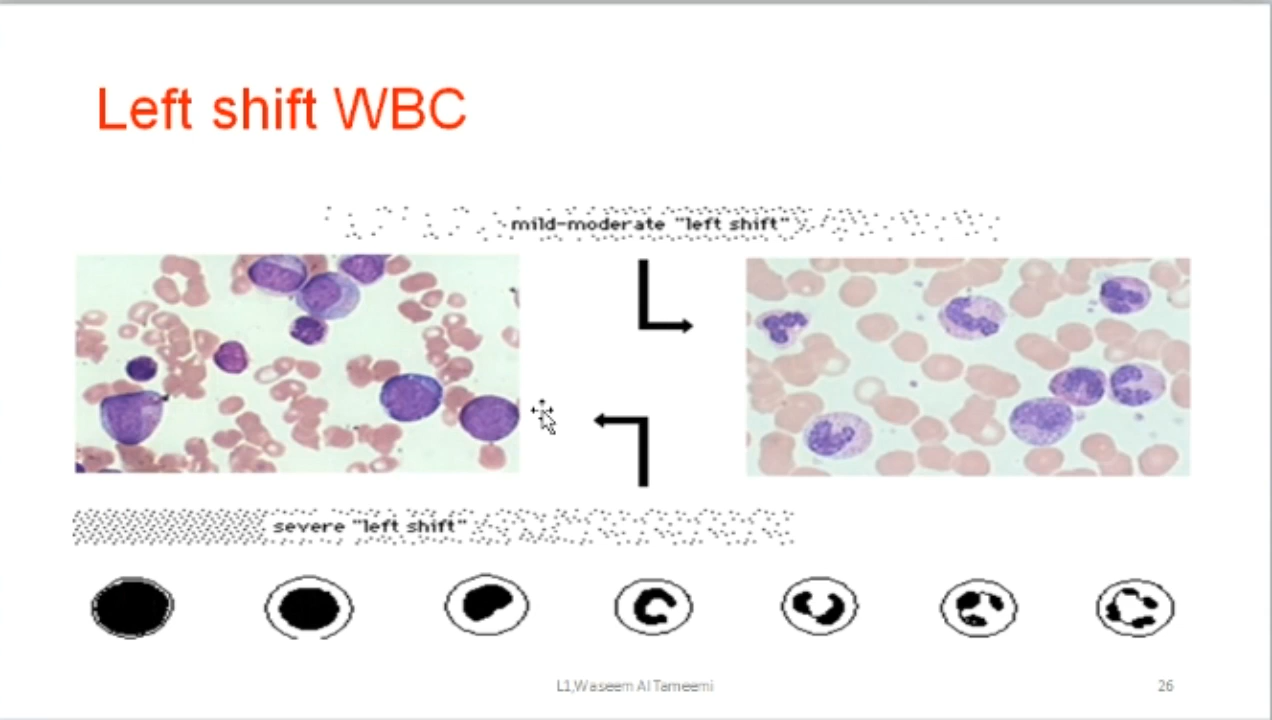 Left shift WBC
mild-moderate "left shift"
severe "left shift"
L1,Waseem Al Tameemi
26